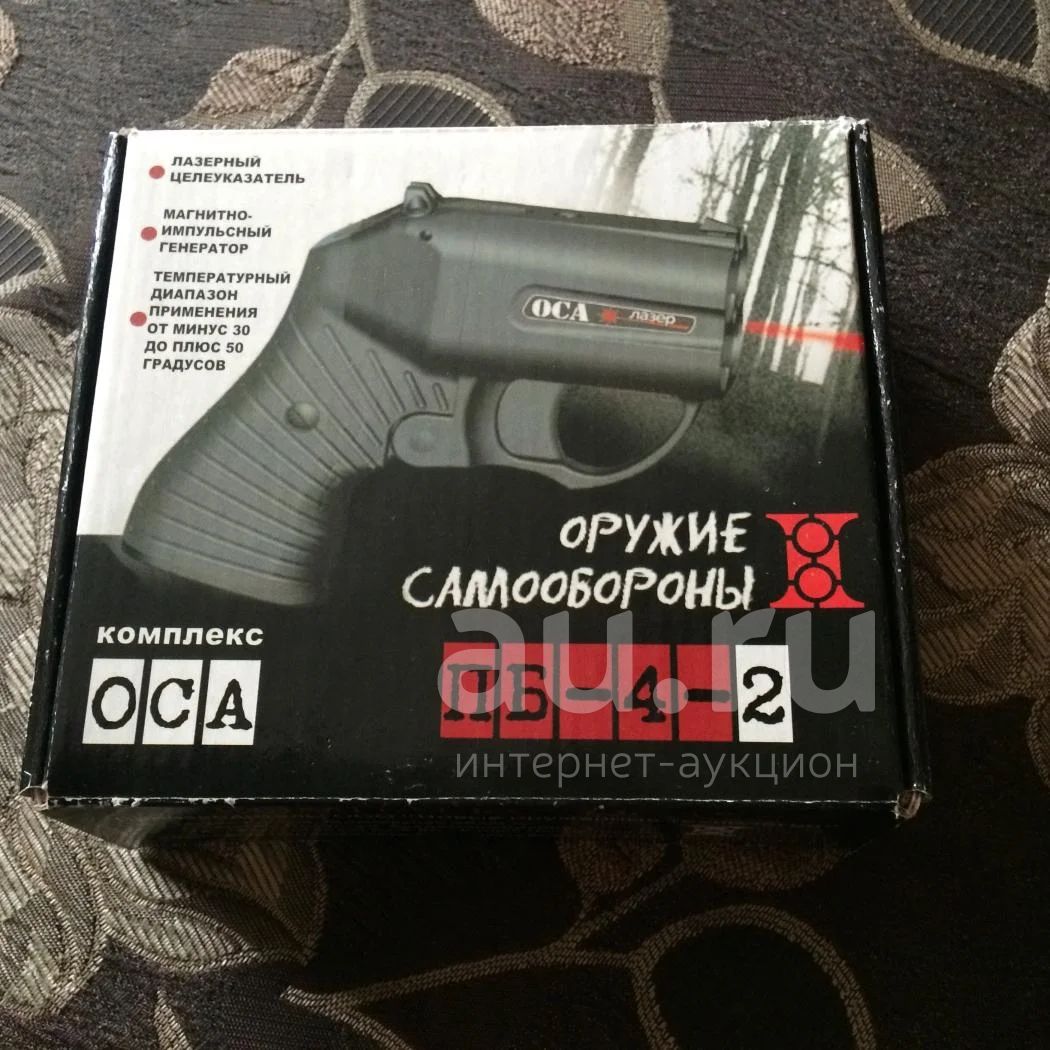 ЛАЗЕРНЫЙ
ЦЕЛЕУКАЗАТЕЛЬ
МАГНИТНО-
ИМПУЛЬСНЫЙ
ГЕНЕРАТОР
ТЕМПЕРАТУРНЫЙ
ДИАПАЗОН
ПРИМЕНЕНИЯ
ОТ МИНУС 30
ДО ПЛЮС 50
ГРАДУСОВ
ОСА лазер
ОРУЖИЕ
САМООБОРОНЫ
КОМПЛЕКС
ОСА
ПБ-4-2
au.ru
интернет-аукцион